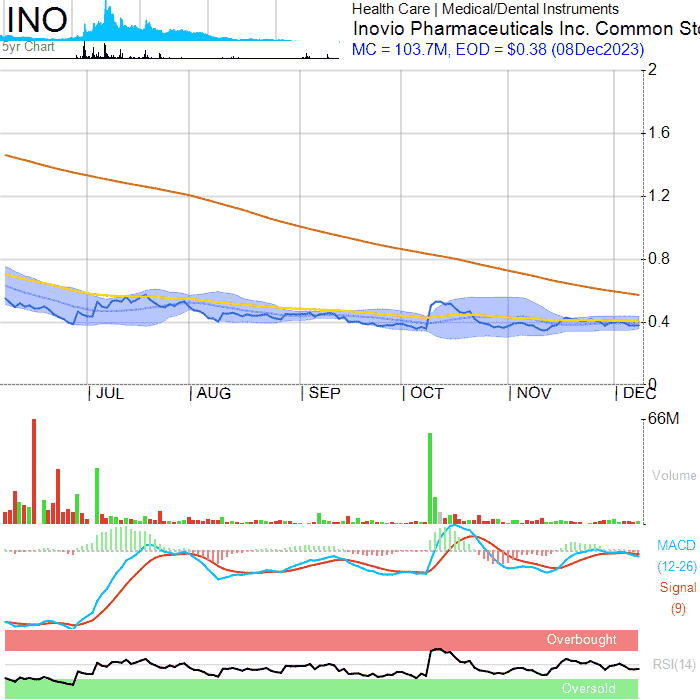 INO
5yr Chart
Health Care | Medical/Dental Instruments
Inovio Pharmaceuticals Inc. Common Sto
MC = 103.7M, EOD = $0.38 (08Dec2023)
2
1.6
1.2
0.8
0.4
0
JUL AUG SEP OCT NOV DEC
66M
Volume
MACD
(12-26)
Signal
(9)
Overbought
RSI(14)
Oversold